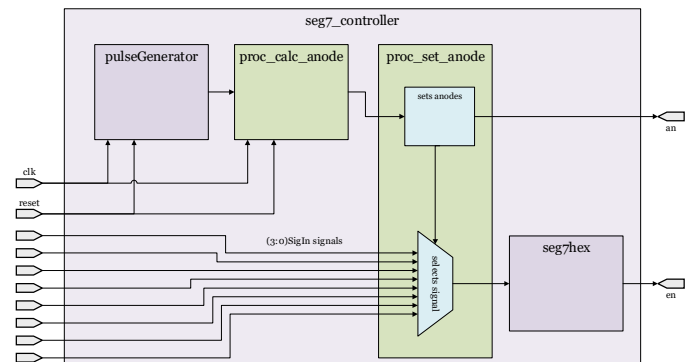 seg7_controller
pulseGenerator
proc_calc_anode
proc_set_anode
sets anodes
an
clk
reset
(3:0)SigIn signals
selects signal
seg7hex
en